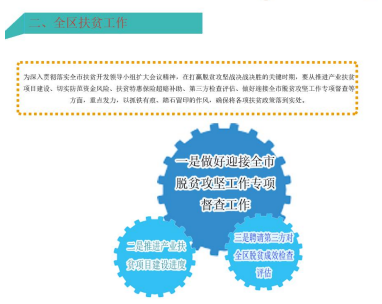 二、全区扶贫工作
为深入贯彻落实全市扶贫开发领导小组扩大会议精神，在打赢脱贫攻坚战决战决胜的关键时期，要从推进产业扶贫
项目建设、切实防范资金风险、扶贫特惠保险超赔补助、第三方检查评估、做好迎接全市脱贫攻坚工作专项督查等
方面，重点发力，以抓铁有痕、踏石留印的作风，确保将各项扶贫政策落到实处。
一是做好迎接全市
脱贫攻坚工作专项
督查工作
二是推进产业扶
贫项目建设进度
三是聘请第三方对
全区脱贫成效检查
评估